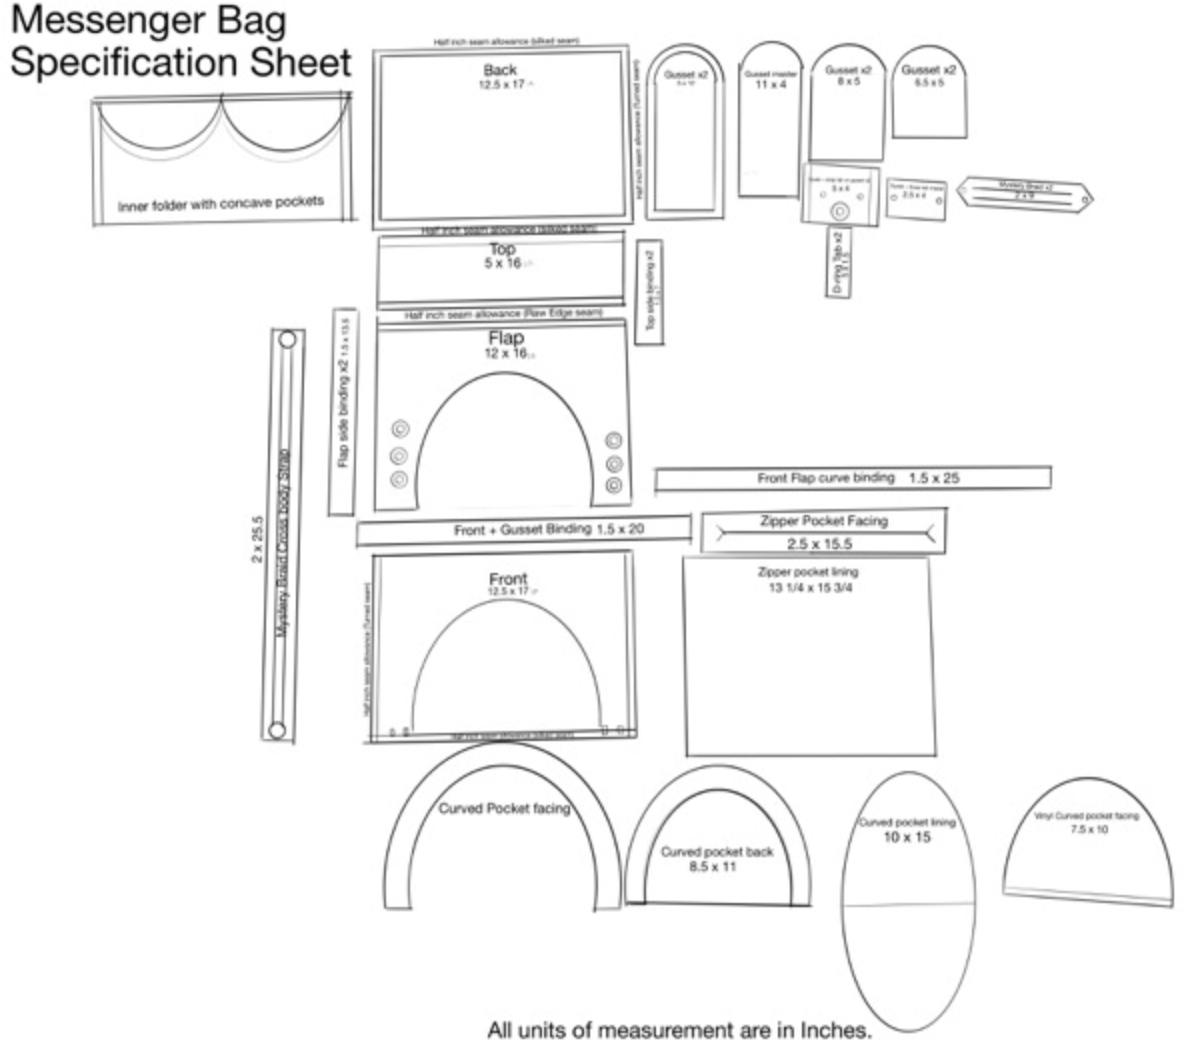 Messenger Bag
Specification Sheet
Inner folder with concave pockets
Half inch seam allowance (silked seam)
Back
12.5 x 17
Half inch seam allowance (Turned seam)
Gusset x2
Gusset master
11 x 4
Gusset x2
8 x 5
Gusset x2
6.5 x 5
5 x 4
2.5 x 4
Mystery Braid x2
2 x 9
D-ring Tab x2
Half inch seam allowance (silked seam)
Top
5 x 16
Top side binding x2
Half inch seam allowance (Raw Edge seam)
Flap
12 x 16
Flap side binding x2 1.5 x 13.5
Mystery Braid Cross body Strap
2 x 25.5
Front Flap curve binding 1.5 x 25
Front + Gusset Binding 1.5 x 20
Zipper Pocket Facing
2.5 x 15.5
Front
12.5 x 17
Half inch seam allowance (Turned seam)
Half inch seam allowance (silked seam)
Zipper pocket lining
13 1/4 x 15 3/4
Curved Pocket facing
Curved pocket back
8.5 x 11
Curved pocket lining
10 x 15
Vinyl Curved pocket facing
7.5 x 10
All units of measurement are in Inches.